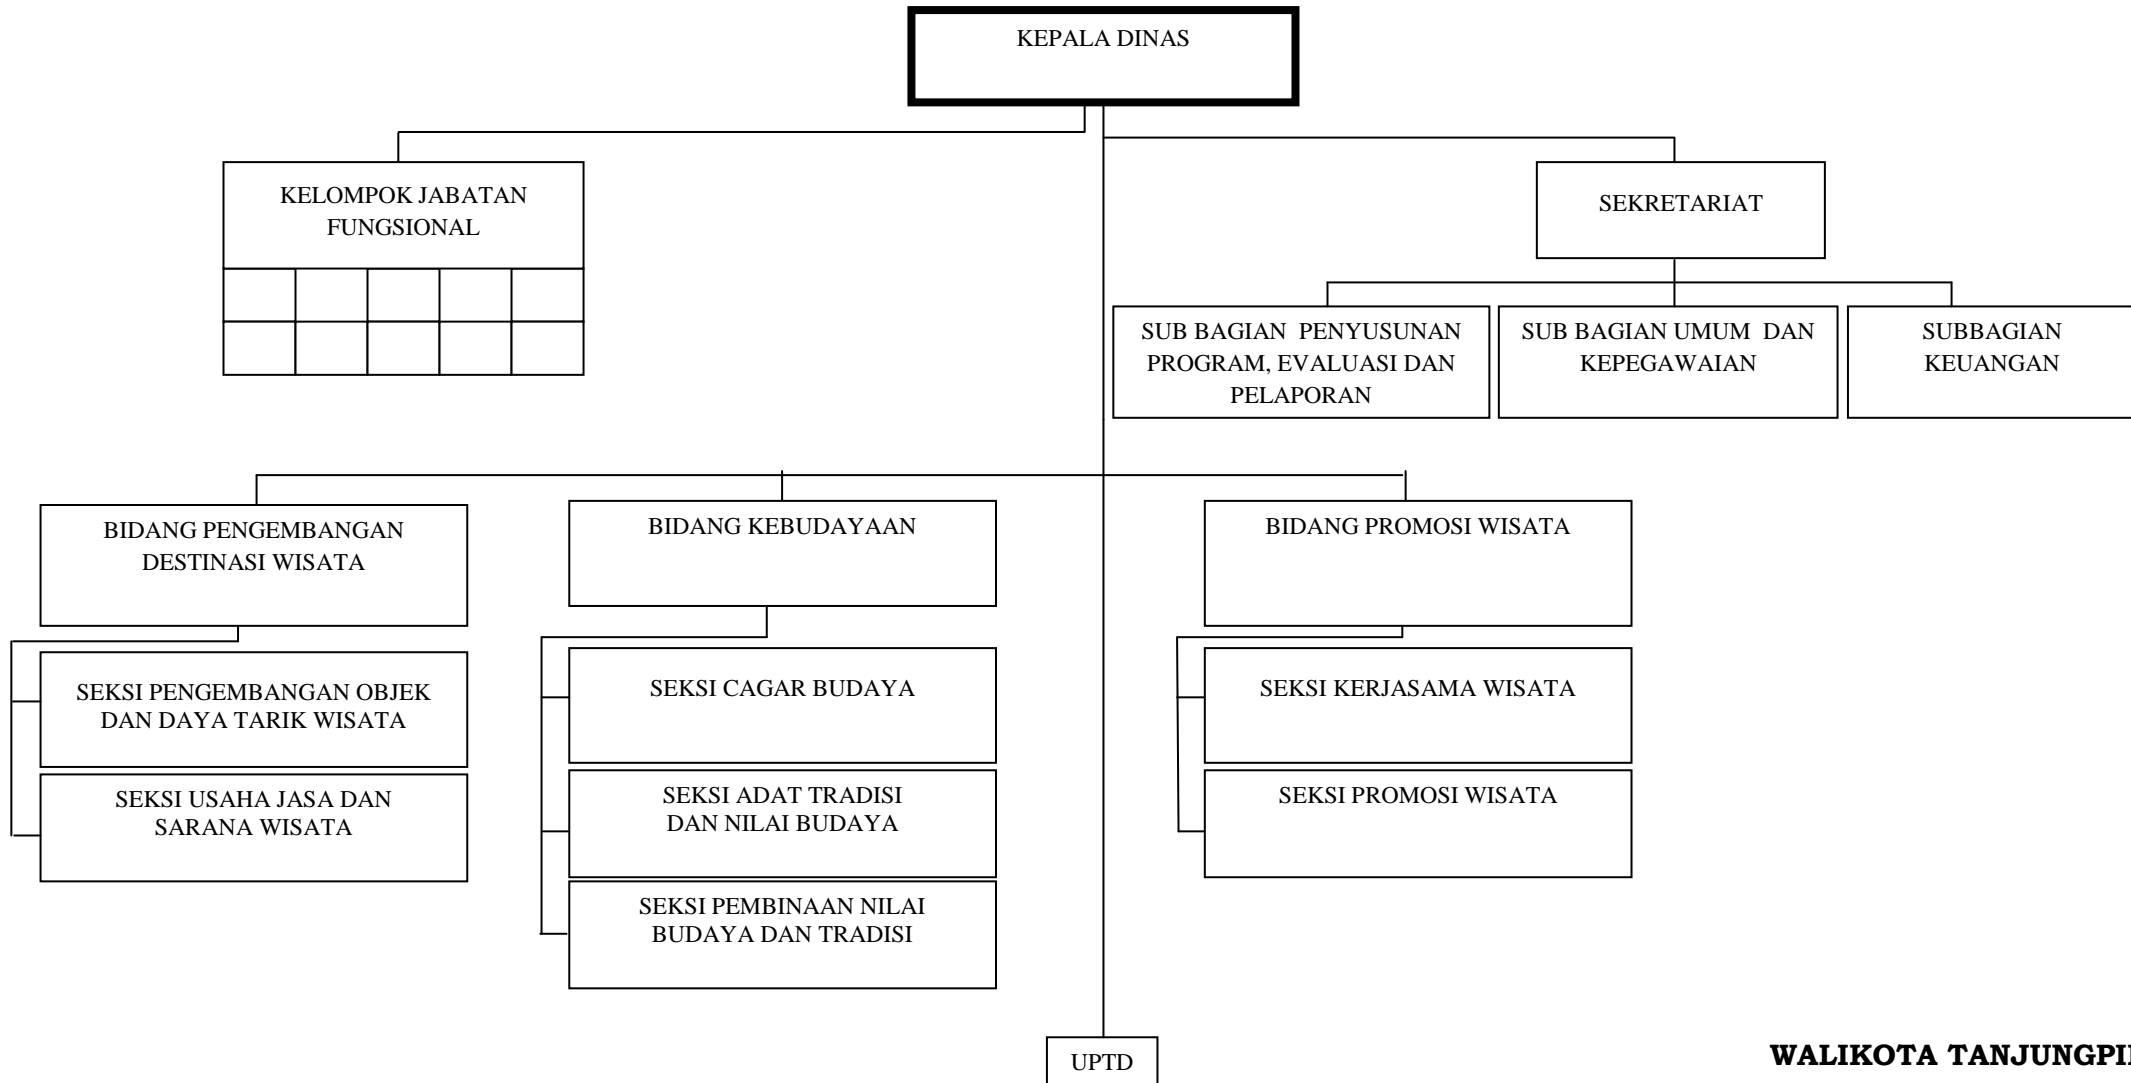 KEPALA DINAS
KELOMPOK JABATAN
FUNGSIONAL
SEKRETARIAT
SUB BAGIAN PENYUSUNAN
PROGRAM, EVALUASI DAN
PELAPORAN
SUB BAGIAN UMUM DAN
KEPEGAWAIAN
SUBBAGIAN
KEUANGAN
BIDANG PENGEMBANGAN
DESTINASI WISATA
SEKSI PENGEMBANGAN OBJEK
DAN DAYA TARIK WISATA
SEKSI USAHA JASA DAN
SARANA WISATA
BIDANG KEBUDAYAAN
SEKSI CAGAR BUDAYA
SEKSI ADAT TRADISI
DAN NILAI BUDAYA
SEKSI PEMBINAAN NILAI
BUDAYA DAN TRADISI
BIDANG PROMOSI WISATA
SEKSI KERJASAMA WISATA
SEKSI PROMOSI WISATA
UPTD
WALIKOTA